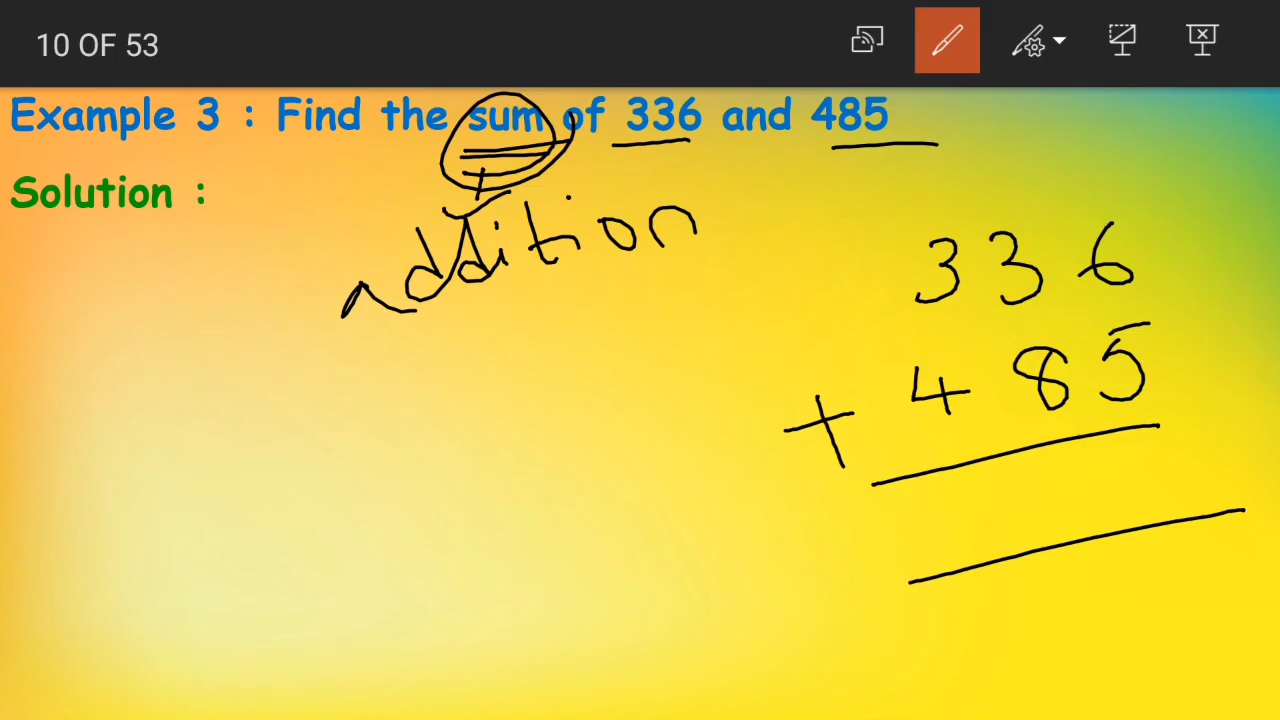 10 OF 53
Example 3 : Find the sum of 336 and 485
Solution :
addition
336
+ 485